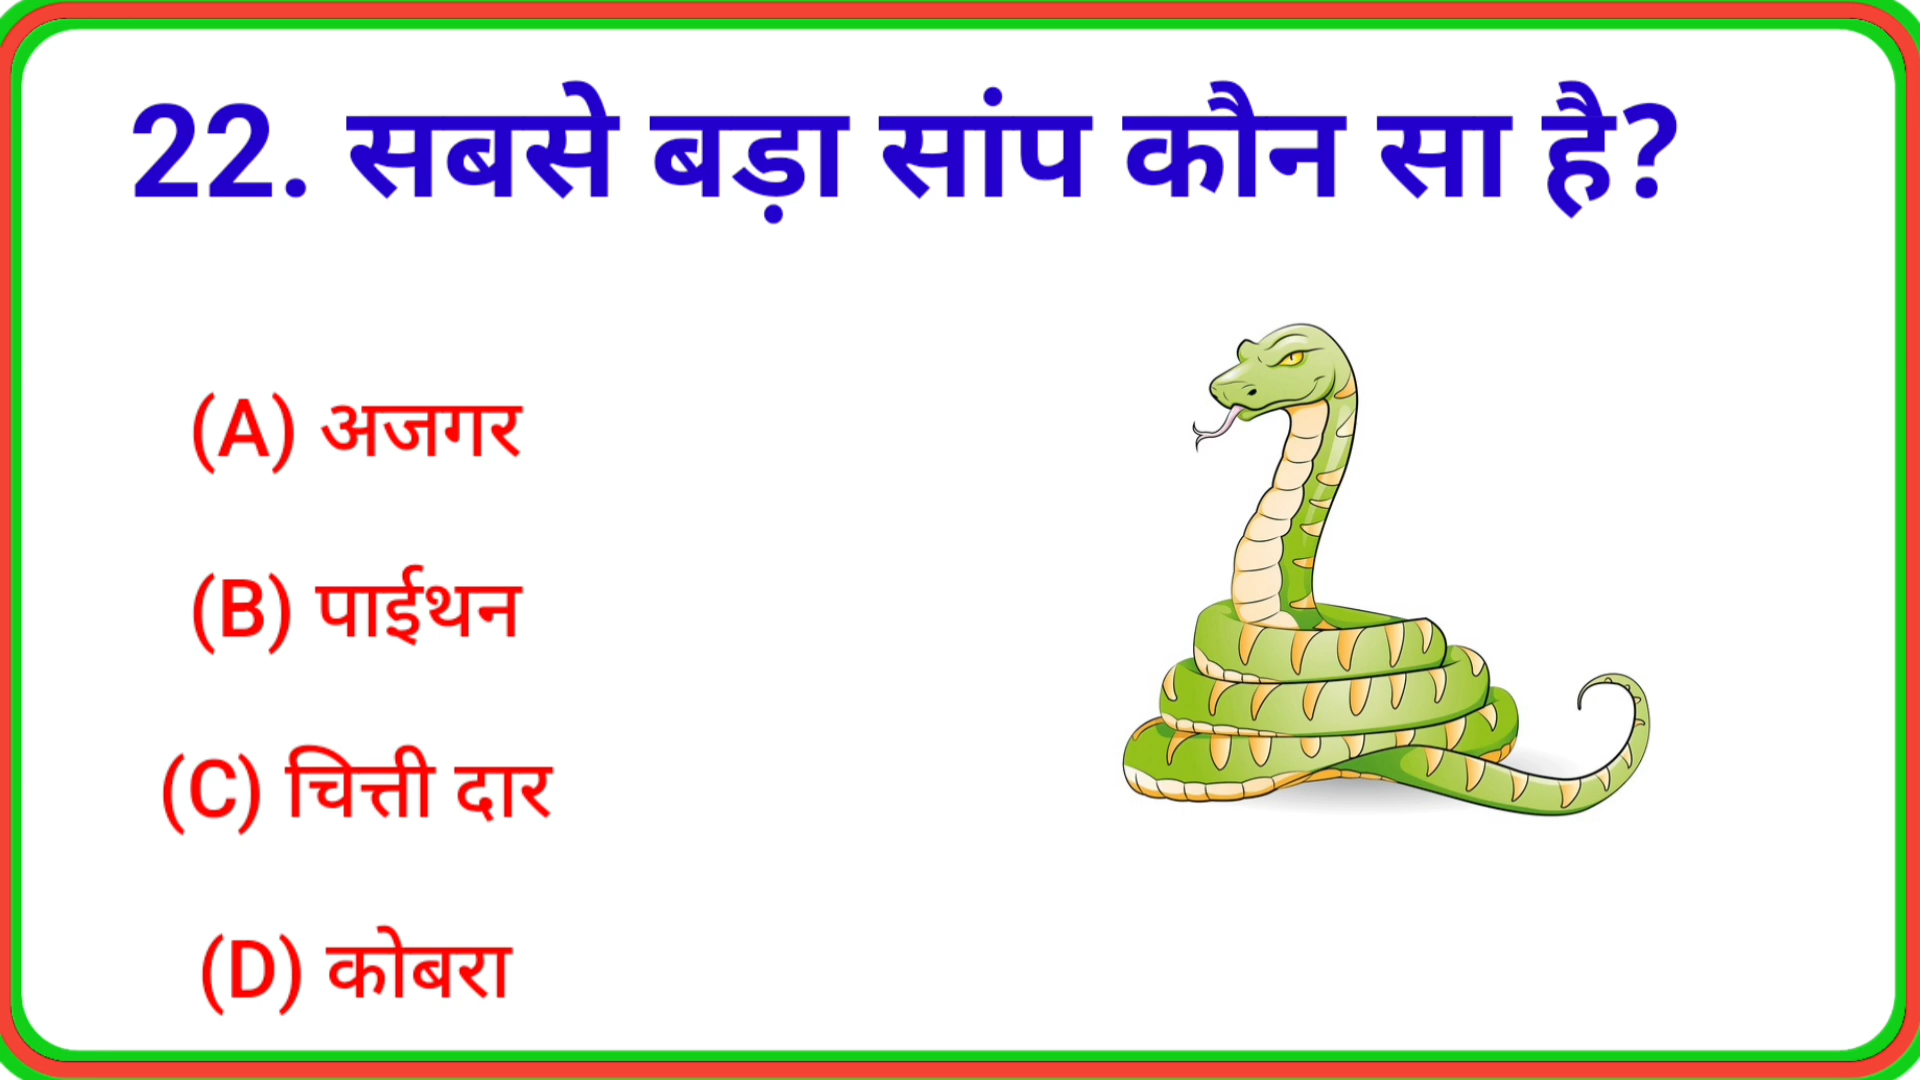 22. सबसे बड़ा सांप कौन सा है?
(A) अजगर
(B) पाईथन
(C) चित्ती दार
(D) कोबरा